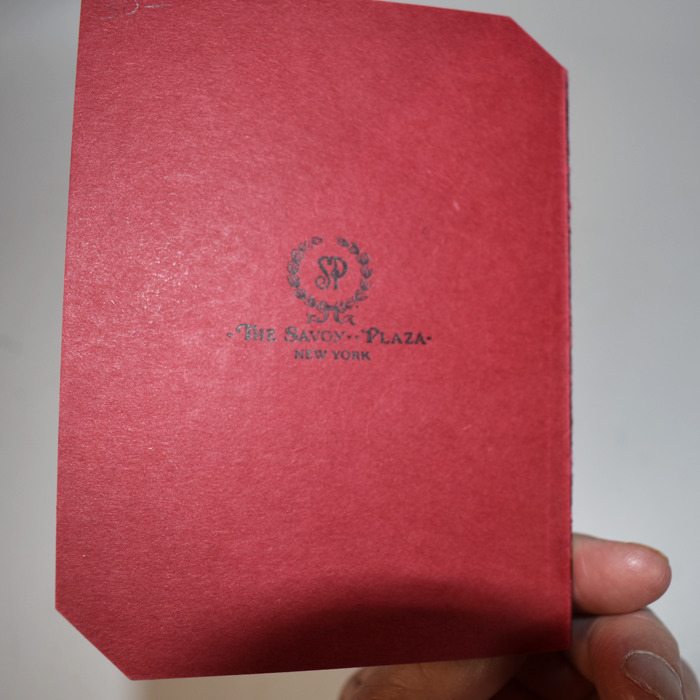 SP
·THE SAVOY--PLAZA·
NEW YORK